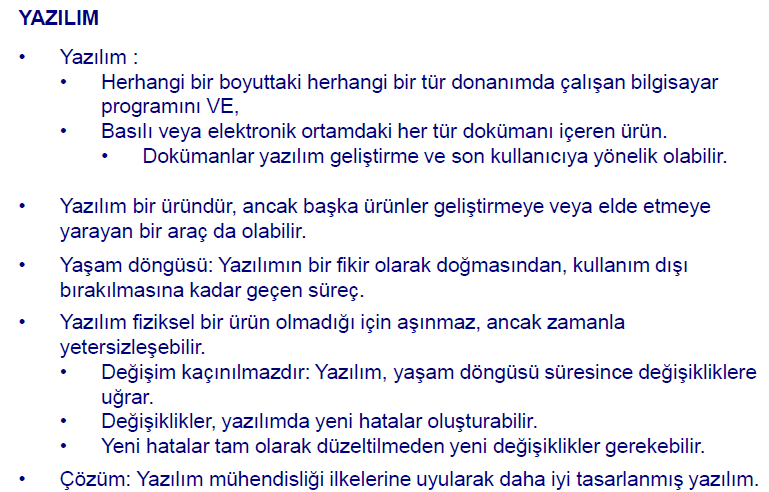 YAZILIM
• Yazılım :
• Herhangi bir boyuttaki herhangi bir tür donanımda çalışan bilgisayar
programını VE,
• Basılı veya elektronik ortamdaki her tür dokümanı içeren ürün.
• Dokümanlar yazılım geliştirme ve son kullanıcıya yönelik olabilir.
• Yazılım bir üründür, ancak başka ürünler geliştirmeye veya elde etmeye
yarayan bir araç da olabilir.
• Yaşam döngüsü: Yazılımın bir fikir olarak doğmasından, kullanım dışı
bırakılmasına kadar geçen süreç.
• Yazılım fiziksel bir ürün olmadığı için aşınmaz, ancak zamanla
yetersizleşebilir.
• Değişim kaçınılmazdır: Yazılım, yaşam döngüsü süresince değişikliklere
uğrar.
• Değişiklikler, yazılımda yeni hatalar oluşturabilir.
• Yeni hatalar tam olarak düzeltilmeden yeni değişiklikler gerekebilir.
• Çözüm: Yazılım mühendisliği ilkelerine uyularak daha iyi tasarlanmış yazılım.